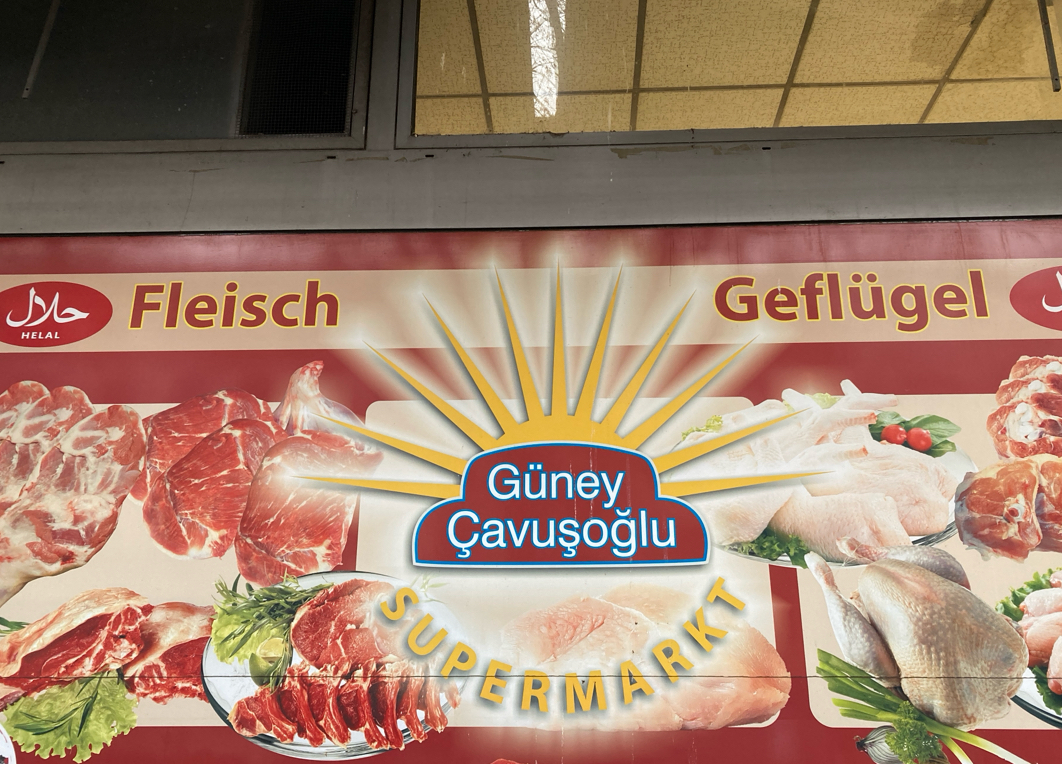 حلال
HELAL
Fleisch
Geflügel
Güney
Çavuşoğlu
SUPERMARKT